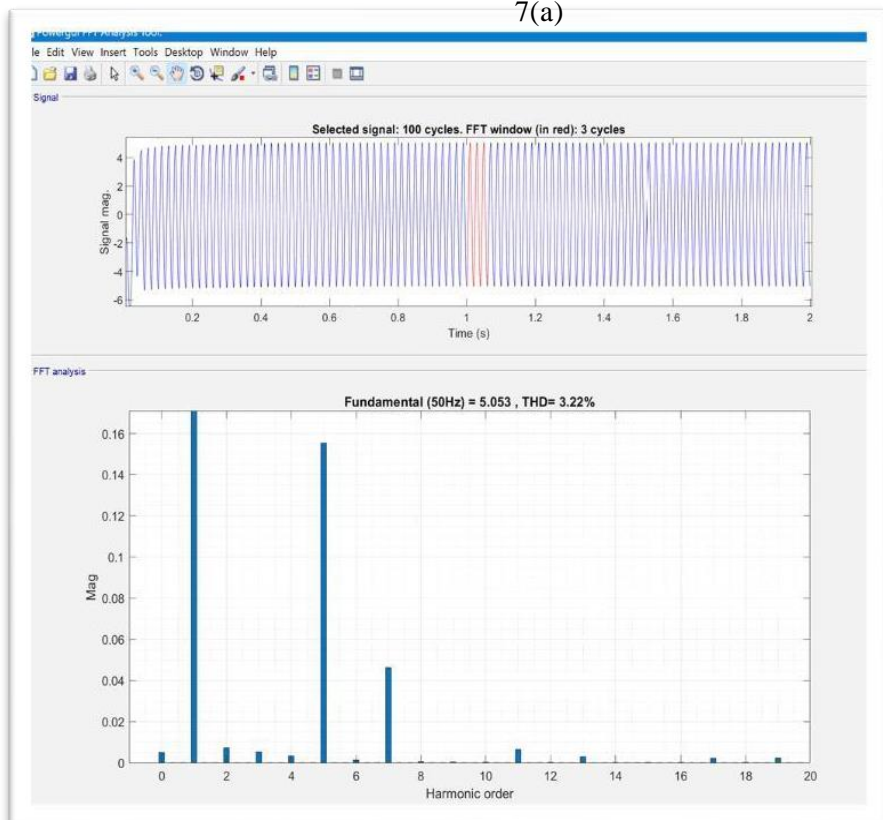 7(a)
Powergui FFT Analysis Tool.
le Edit View Insert Tools Desktop Window Help
Signal
Selected signal: 100 cycles. FFT window (in red): 3 cycles
Signal mag.
4
2
0
-2
-4
-6
0.2 0.4 0.6 0.8 1 1.2 1.4 1.6 1.8 2
Time (s)
FFT analysis
Fundamental (50Hz) = 5.053 , THD= 3.22%
Mag
0.16
0.14
0.12
0.1
0.08
0.06
0.04
0.02
0
0 2 4 6 8 10 12 14 16 18 20
Harmonic order